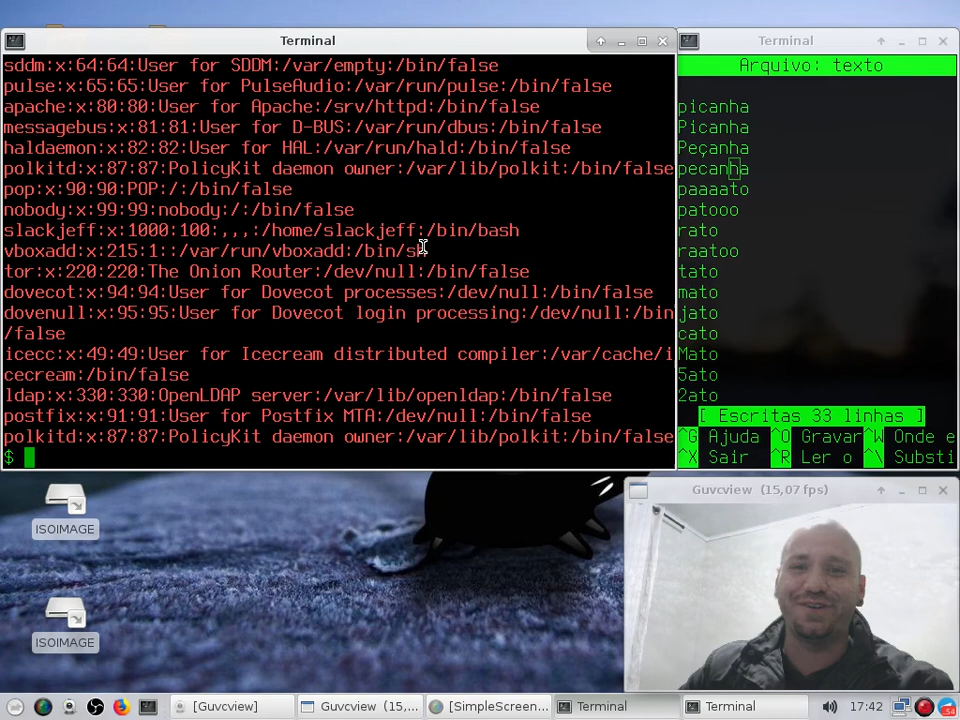 Terminal
sddm:x:64:64:User for SDDM:/var/empty:/bin/false
pulse:x:65:65:User for PulseAudio:/var/run/pulse:/bin/false
apache:x:80:80:User for Apache:/srv/httpd:/bin/false
messagebus:x:81:81:User for D-BUS:/var/run/dbus:/bin/false
haldaemon:x:82:82:User for HAL:/var/run/hald:/bin/false
polkitd:x:87:87:PolicyKit daemon owner:/var/lib/polkit:/bin/false
pop:x:90:90:POP:/:/bin/false
nobody:x:99:99:nobody:/:/bin/false
slackjeff:x:1000:100:,,,:/home/slackjeff:/bin/bash
vboxadd:x:215:1::/var/run/vboxadd:/bin/sh
tor:x:220:220:The Onion Router:/dev/null:/bin/false
dovecot:x:94:94:User for Dovecot processes:/dev/null:/bin/false
dovenull:x:95:95:User for Dovecot login processing:/dev/null:/bin
/false
icecc:x:49:49:User for Icecream distributed compiler:/var/cache/i
cecream:/bin/false
ldap:x:330:330:OpenLDAP server:/var/lib/openldap:/bin/false
postfix:x:91:91:User for Postfix MTA:/dev/null:/bin/false
polkitd:x:87:87:PolicyKit daemon owner:/var/lib/polkit:/bin/false
$
Terminal
Arquivo: texto
picanha
Picanha
Peçanha
pecanha
paaaato
patooo
rato
raatoo
tato
mato
jato
cato
Mato
5ato
2ato
[ Escritas 33 linhas ]
^G Ajuda ^O Gravar ^W Onde e
^X Sair ^R Ler o ^\ Substi
ISOIMAGE
ISOIMAGE
Guvcview (15,07 fps)
[Guvcview]
Guvcview (15,...
[SimpleScreen...
Terminal
Terminal
17:42